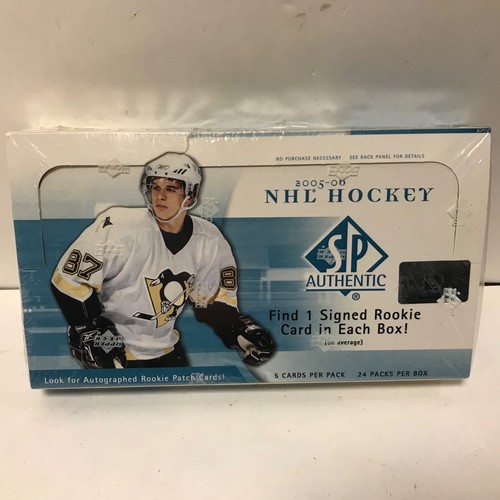 NO PURCHASE NECESSARY SEE BACK PANEL FOR DETAILS
2005-06
NHL HOCKEY
SP
AUTHENTIC
®
Find 1 Signed Rookie
Card in Each Box!
(on average)
87
87
Look for Autographed Rookie Patch Cards!
5 CARDS PER PACK 24 PACKS PER BOX